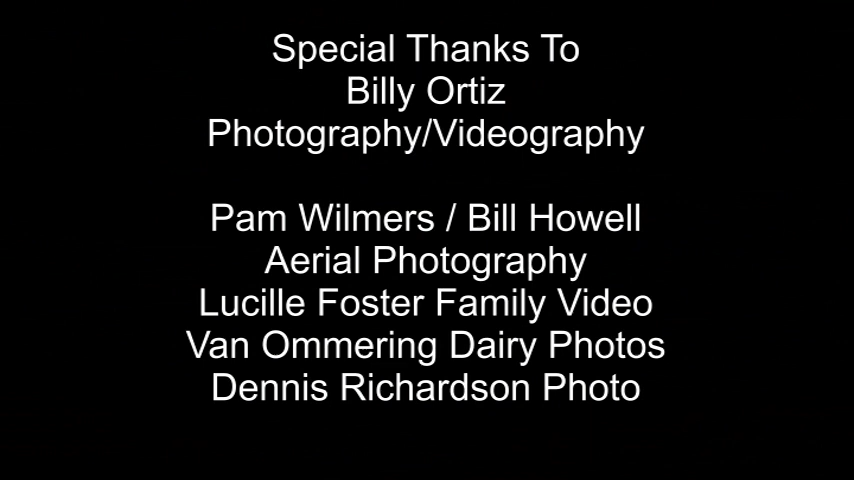 Special Thanks To
Billy Ortiz
Photography/Videography
Pam Wilmers / Bill Howell
Aerial Photography
Lucille Foster Family Video
Van Ommering Dairy Photos
Dennis Richardson Photo